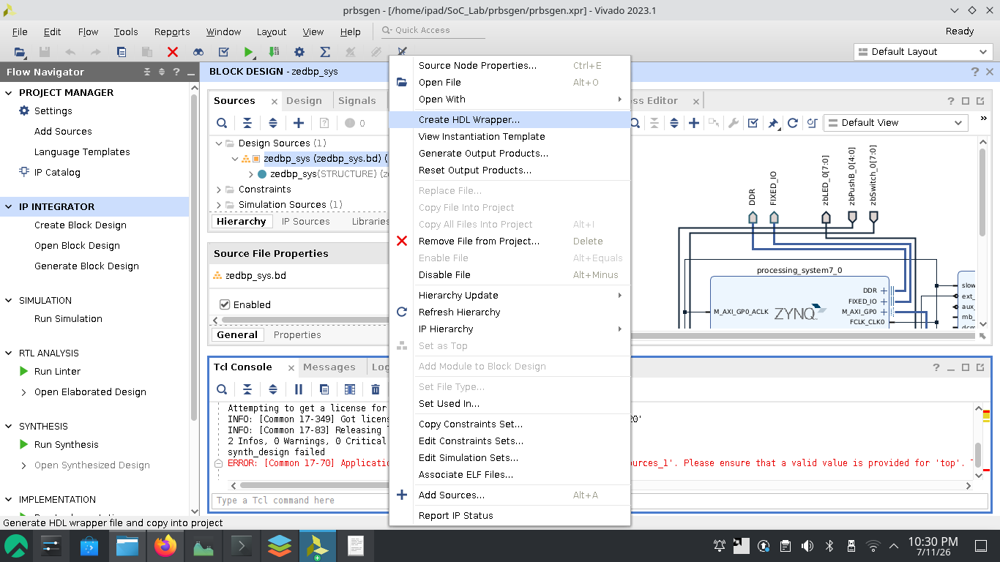 prbsgen - [/home/ipad/SoC_Lab/prbsgen/prbsgen.xpr] - Vivado 2023.1
File Edit Flow Tools Reports Window Layout View Help Quick Access Ready
Default Layout
Flow Navigator
PROJECT MANAGER
Settings
Add Sources
Language Templates
IP Catalog
IP INTEGRATOR
Create Block Design
Open Block Design
Generate Block Design
SIMULATION
Run Simulation
RTL ANALYSIS
Run Linter
Open Elaborated Design
SYNTHESIS
Run Synthesis
Open Synthesized Design
IMPLEMENTATION
BLOCK DESIGN - zedbp_sys
Sources Design Signals
0
Design Sources (1)
zedbp_sys (zedbp_sys.bd) (
zedbp_sys(STRUCTURE)
Constraints
Simulation Sources (1)
Hierarchy IP Sources Libraries
Source File Properties
zedbp_sys.bd
Enabled
General Properties
Source Node Properties... Ctrl+E
Open File Alt+O
Open With
Create HDL Wrapper...
View Instantiation Template
Generate Output Products...
Reset Output Products...
Replace File...
Copy File Into Project
Copy All Files Into Project Alt+I
Remove File from Project... Delete
Enable File Alt+Equals
Disable File Alt+Minus
Hierarchy Update
Refresh Hierarchy
IP Hierarchy
Set as Top
Add Module to Block Design
Set File Type...
Set Used In...
Copy Constraints Set...
Edit Constraints Sets...
Edit Simulation Sets...
Associate ELF Files...
Add Sources... Alt+A
Report IP Status
ess Editor
Default View
DDR
FIXED_IO
zbLED_0[7:0]
zbPushB_0[4:0]
zbSwitch_0[7:0]
processing_system7_0
DDR
FIXED_IO
M_AXI_GP0_ACLK ZYNQ M_AXI_GP0
FCLK_CLK0
slow
ext_
aux_
mb_
dcm
Tcl Console Messages Log
Attempting to get a license for
INFO: [Common 17-349] Got licens
INFO: [Common 17-83] Releasing
2 Infos, 0 Warnings, 0 Critical
synth_design failed
ERROR: [Common 17-70] Application ources_1'. Please ensure that a valid value is provided for 'top'.
Type a Tcl command here
Generate HDL wrapper file and copy into project
10:30 PM
7/11/26